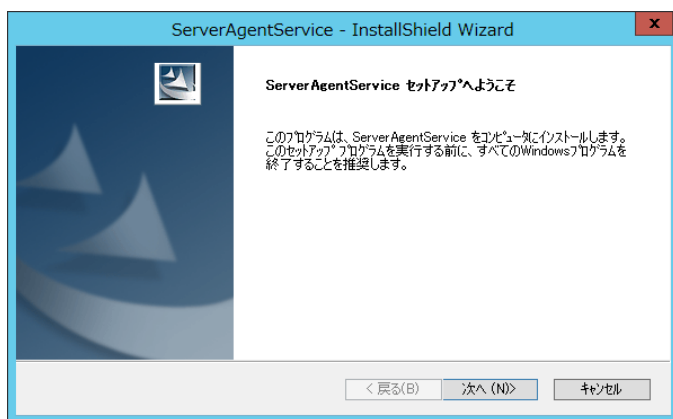 ServerAgentService - InstallShield Wizard
x
ServerAgentService ｾｯﾄｱｯﾌﾟへようこそ
このﾌﾟﾛｸﾞﾗﾑは、ServerAgentService をｺﾝﾋﾟｭｰﾀにｲﾝｽﾄｰﾙします。
このｾｯﾄｱｯﾌﾟ ﾌﾟﾛｸﾞﾗﾑを実行する前に、すべてのWindowsﾌﾟﾛｸﾞﾗﾑを
終了することを推奨します。
< 戻る(B)
次へ (N)>
ｷｬﾝｾﾙ